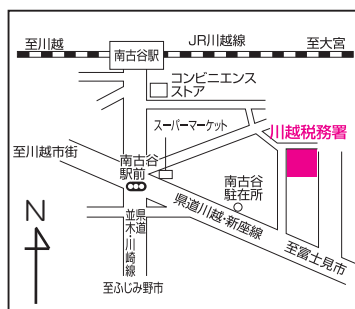 至川越
南古谷駅
JR川越線
至大宮
コンビニエンス
ストア
川越税務署
スーパーマーケット
至川越市街
南古谷
駅前
南古谷
駐在所
県道川越・新座線
至富士見市
N
県道
並木・川崎線
至ふじみ野市